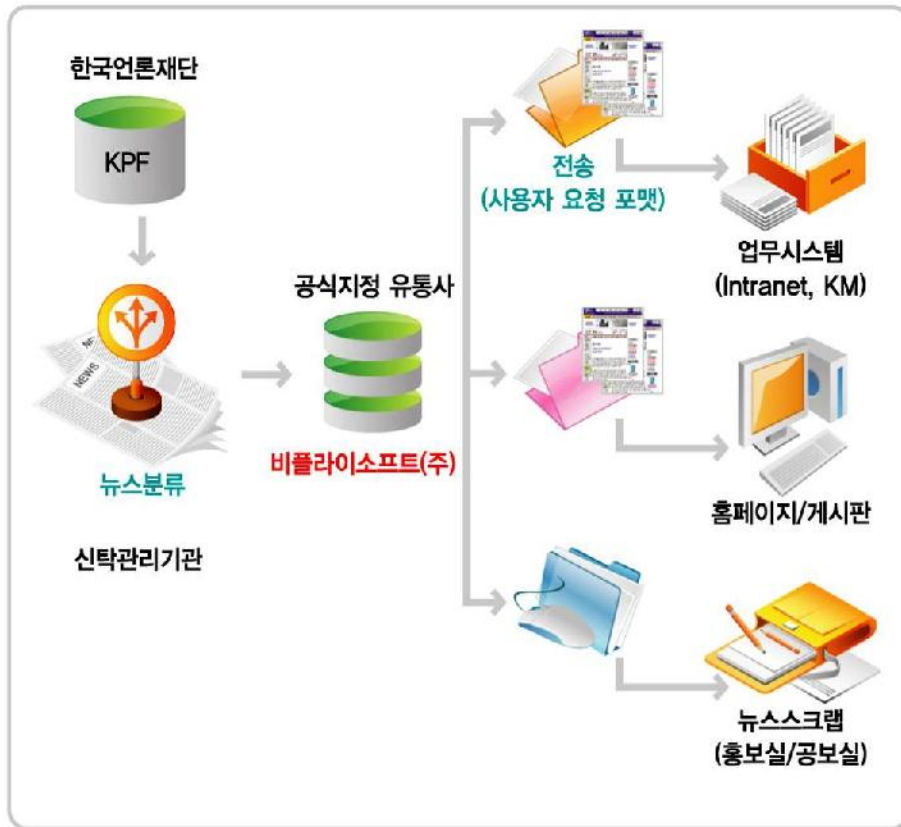 한국언론재단
KPF
NEWS
뉴스분류
신탁관리기관
공식지정 유통사
비플라이소프트(주)
전송
(사용자 요청 포맷)
업무시스템
(Intranet, KM)
홈페이지/게시판
뉴스스크랩
(홍보실/공보실)